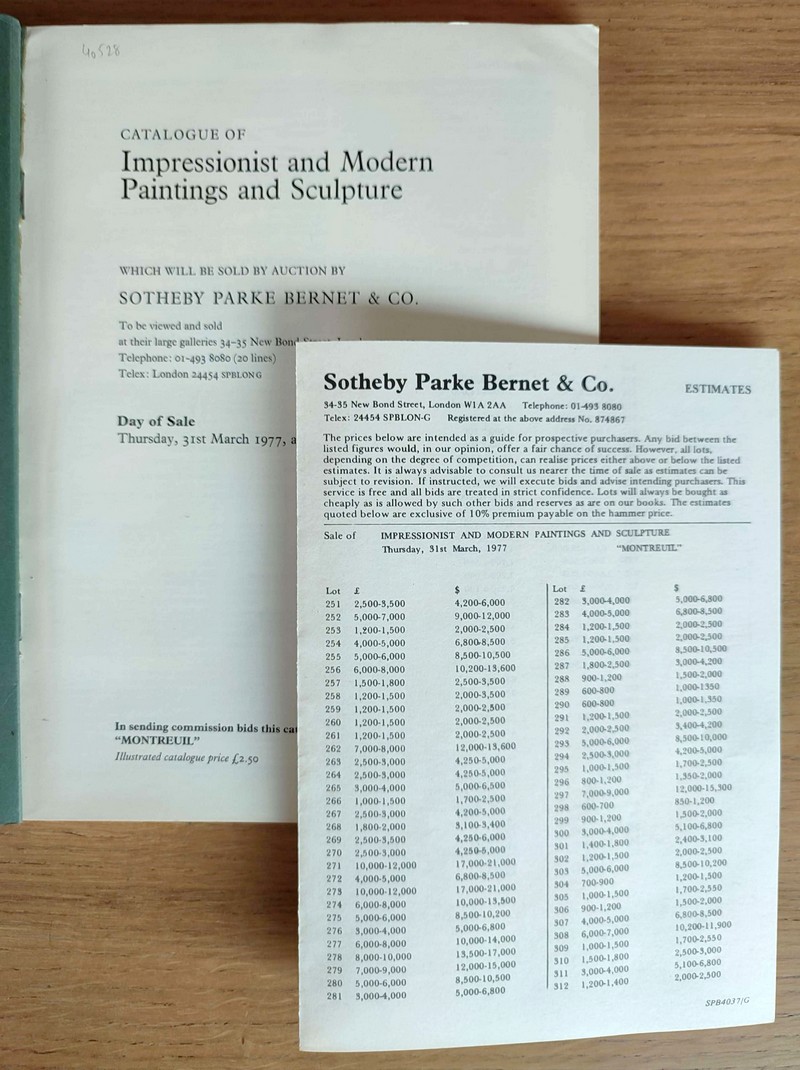 40528
CATALOGUE OF
Impressionist and Modern
Paintings and Sculpture
WHICH WILL BE SOLD BY AUCTION BY
SOTHEBY PARKE BERNET & CO.
To be viewed and sold
at their large galleries 34-35 New Bond
Telephone: 01-493 8080 (20 lines)
Telex: London 24454 SPBLONG
Day of Sale
Thursday, 31st March 1977, a
In sending commission bids this cat
"MONTREUIL"
Illustrated catalogue price £2.50
Sotheby Parke Bernet & Co. ESTIMATES
34-35 New Bond Street, London W1A 2AA Telephone: 01-493 8080
Telex: 24454 SPBLON-G Registered at the above address No. 874867
The prices below are intended as a guide for prospective purchasers. Any bid between the
listed figures would, in our opinion, offer a fair chance of success. However, all lots,
depending on the degree of competition, can realise prices either above or below the listed
estimates. It is always advisable to consult us nearer the time of sale as estimates can be
subject to revision. If instructed, we will execute bids and advise intending purchasers. This
service is free and all bids are treated in strict confidence. Lots will always be bought as
cheaply as is allowed by such other bids and reserves as are on our books. The estimates
quoted below are exclusive of 10% premium payable on the hammer price.
Sale of IMPRESSIONIST AND MODERN PAINTINGS AND SCULPTURE
Thursday, 31st March, 1977 "MONTREUIL"
Lot £ $
251 2,500-3,500 4,200-6,000
252 5,000-7,000 9,000-12,000
253 1,200-1,500 2,000-2,500
254 4,000-5,000 6,800-8,500
255 5,000-6,000 8,500-10,500
256 6,000-8,000 10,200-13,600
257 1,500-1,800 2,500-3,500
258 1,200-1,500 2,000-3,500
259 1,200-1,500 2,000-2,500
260 1,200-1,500 2,000-2,500
261 1,200-1,500 2,000-2,500
262 7,000-8,000 12,000-13,600
263 2,500-3,000 4,250-5,000
264 2,500-3,000 4,250-5,000
265 3,000-4,000 5,000-6,500
266 1,000-1,500 1,700-2,500
267 2,500-3,000 4,200-5,000
268 1,800-2,000 3,100-3,400
269 2,500-3,500 4,250-6,000
270 2,500-3,000 4,250-5,000
271 10,000-12,000 17,000-21,000
272 4,000-5,000 6,800-8,500
273 10,000-12,000 17,000-21,000
274 6,000-8,000 10,000-13,500
275 5,000-6,000 8,500-10,200
276 3,000-4,000 5,000-6,800
277 6,000-8,000 10,000-14,000
278 8,000-10,000 13,500-17,000
279 7,000-9,000 12,000-15,000
280 5,000-6,000 8,500-10,500
281 3,000-4,000 5,000-6,800
Lot £ $
282 3,000-4,000 5,000-6,800
283 4,000-5,000 6,800-8,500
284 1,200-1,500 2,000-2,500
285 1,200-1,500 2,000-2,500
286 5,000-6,000 8,500-10,500
287 1,800-2,500 3,000-4,200
288 900-1,200 1,500-2,000
289 600-800 1,000-1350
290 600-800 1,000-1,350
291 1,200-1,500 2,000-2,500
292 2,000-2,500 3,400-4,200
293 5,000-6,000 8,500-10,000
294 2,500-3,000 4,200-5,000
295 1,000-1,500 1,700-2,500
296 800-1,200 1,350-2,000
297 7,000-9,000 12,000-15,300
298 600-700 850-1,200
299 900-1,200 1,500-2,000
300 3,000-4,000 5,100-6,800
301 1,400-1,800 2,400-3,100
302 1,200-1,500 2,000-2,500
303 5,000-6,000 8,500-10,200
304 700-900 1,200-1,500
305 1,000-1,500 1,700-2,550
306 900-1,200 1,500-2,000
307 4,000-5,000 6,800-8,500
308 6,000-7,000 10,200-11,900
309 1,000-1,500 1,700-2,550
310 1,500-1,800 2,500-3,000
311 3,000-4,000 5,100-6,800
312 1,200-1,400 2,000-2,500
SPB4037/G